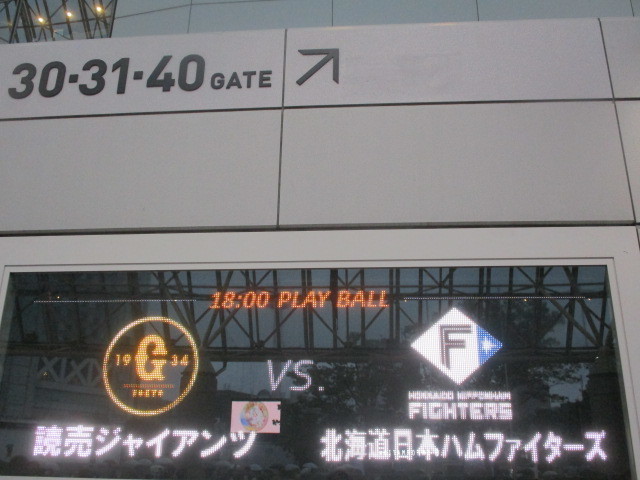 30·31·40 GATE
18:00 PLAY BALL
19 G 34
TOKYO
VS.
F
HOKKAIDO NIPPONHAM
FIGHTERS
読売ジャイアンツ
北海道日本ハムファイターズ